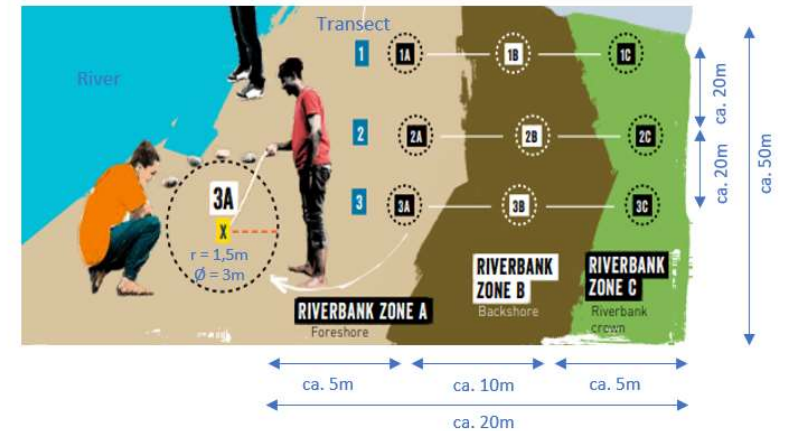 Transect
River
1
1A
1B
1C
2
2A
2B
2C
3
3A
3B
3C
3A
X
r = 1,5m
Ø = 3m
RIVERBANK ZONE A
Foreshore
RIVERBANK
ZONE B
Backshore
RIVERBANK
ZONE C
Riverbank
crown
ca. 20m
ca. 20m
ca. 50m
ca. 5m
ca. 10m
ca. 5m
ca. 20m